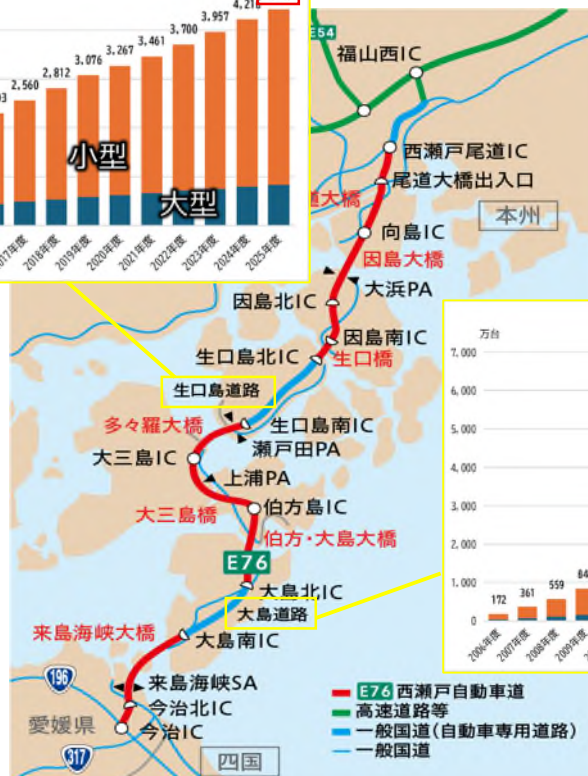 2,560
2,812
3,076
3,267
3,461
3,700
3,957
小型
大型
2017年度
2018年度
2019年度
2020年度
2021年度
2022年度
2023年度
2024年度
2025年度
E54
福山西IC
西瀬戸尾道IC
尾道大橋出入口
道大橋
本州
向島IC
因島大橋
大浜PA
因島北IC
因島南IC
生口島北IC
生口橋
生口島道路
多々羅大橋
生口島南IC
瀬戸田PA
大三島IC
上浦PA
大三島橋
伯方島IC
伯方・大島大橋
E76
大島北IC
大島道路
来島海峡大橋
大島南IC
196
来島海峡SA
今治北IC
愛媛県
今治IC
317
四国
万台
7,000
6,000
5,000
4,000
3,000
2,000
1,000
0
172
361
559
2006年度
2007年度
2008年度
2009年度
E76 西瀬戸自動車道
高速道路等
一般国道(自動車専用道路)
一般国道